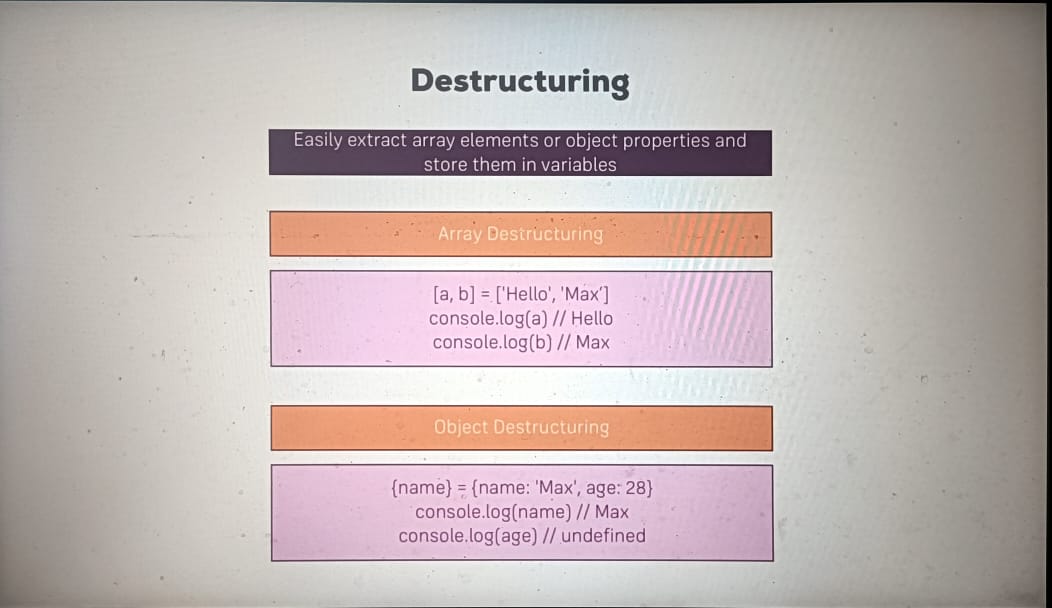 Destructuring
Easily extract array elements or object properties and
store them in variables
Array Destructuring
[a, b] = ['Hello', 'Max']
console.log(a) // Hello
console.log(b) // Max
Object Destructuring
{name} = {name: 'Max', age: 28}
console.log(name) // Max
console.log(age) // undefined